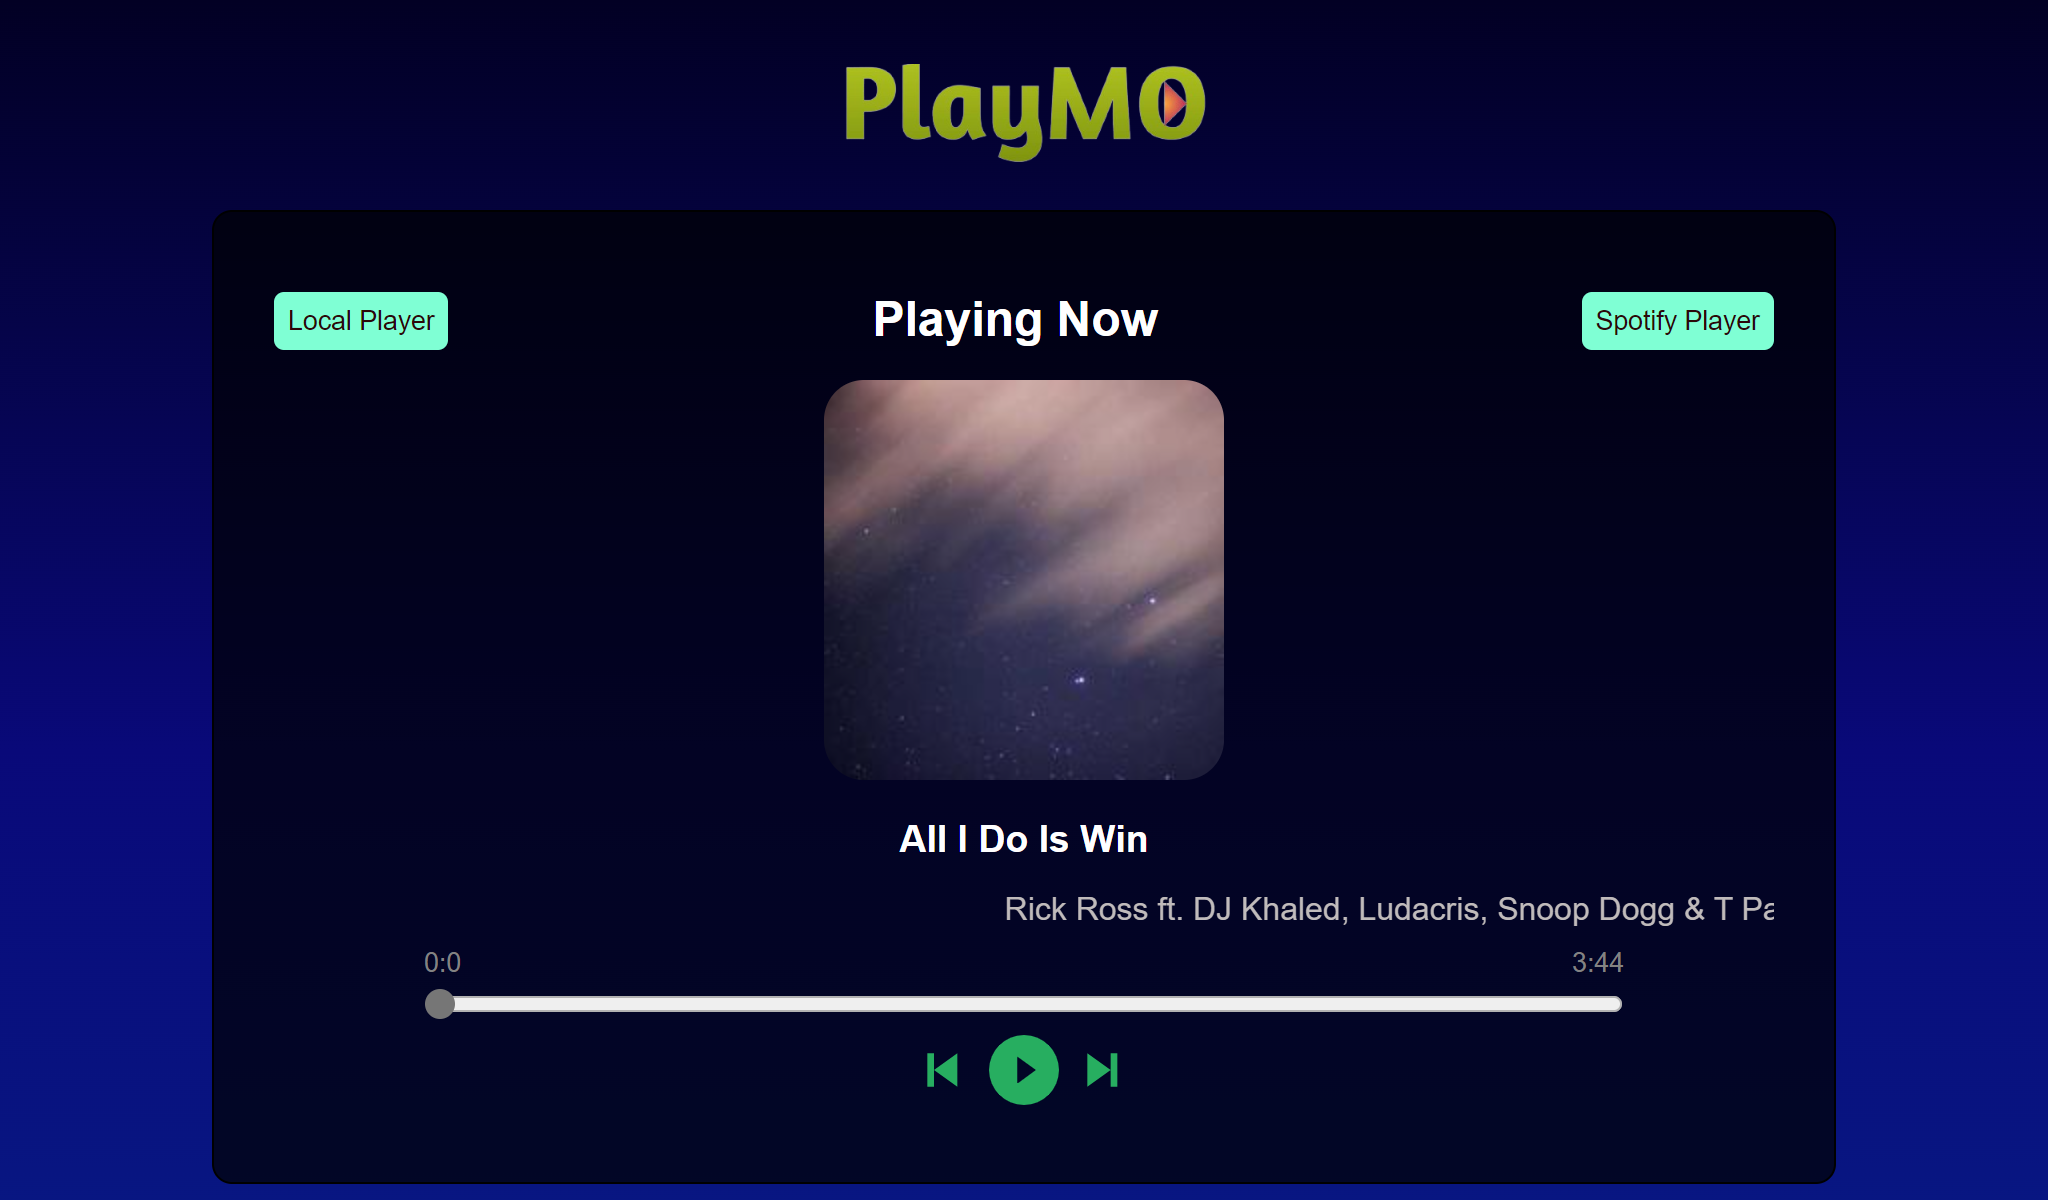 PlayMO
Local Player
Playing Now
Spotify Player
All I Do Is Win
Rick Ross ft. DJ Khaled, Ludacris, Snoop Dogg & T Pa
0:0
3:44